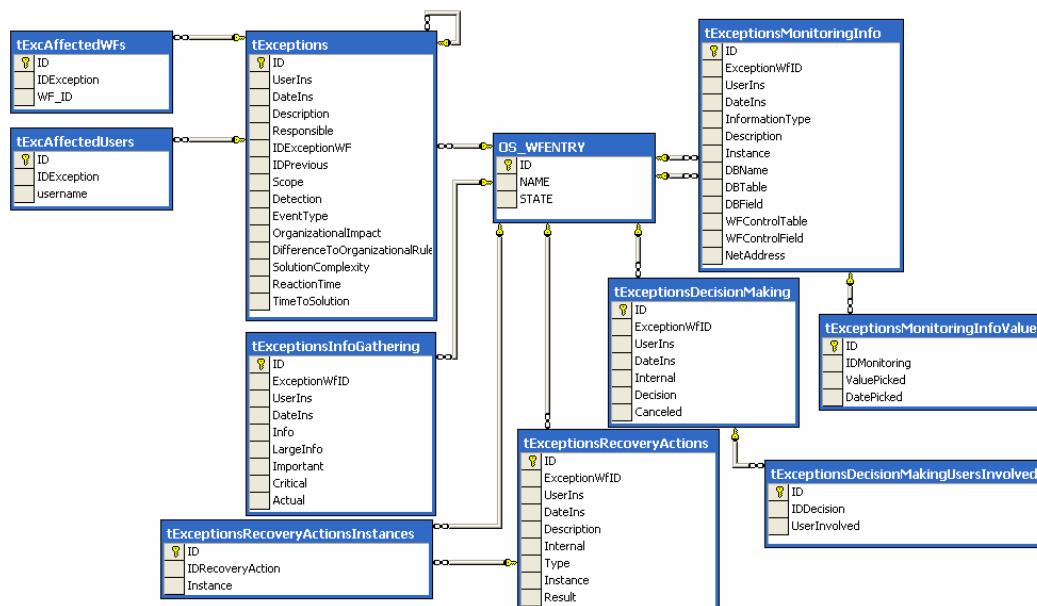 tExcAffectedWFs
ID
IDException
WF_ID
tExcAffectedUsers
ID
IDException
username
tExceptions
ID
UserIns
DateIns
Description
Responsible
IDExceptionWF
IDPrevious
Scope
Detection
EventType
OrganizationalImpact
DifferenceToOrganizationalRule
SolutionComplexity
ReactionTime
TimeToSolution
OS_WFENTRY
ID
NAME
STATE
tExceptionsMonitoringInfo
ID
ExceptionWfID
UserIns
DateIns
InformationType
Description
Instance
DBName
DBTable
DBField
WFControlTable
WFControlField
NetAddress
tExceptionsInfoGathering
ID
ExceptionWfID
UserIns
DateIns
Info
LargeInfo
Important
Critical
Actual
tExceptionsDecisionMaking
ID
ExceptionWfID
UserIns
DateIns
Internal
Decision
Canceled
tExceptionsMonitoringInfoValue
ID
IDMonitoring
ValuePicked
DatePicked
tExceptionsRecoveryActions
ID
ExceptionWfID
UserIns
DateIns
Description
Internal
Type
Instance
Result
tExceptionsDecisionMakingUsersInvolved
ID
IDDecision
UserInvolved
tExceptionsRecoveryActionsInstances
ID
IDRecoveryAction
Instance